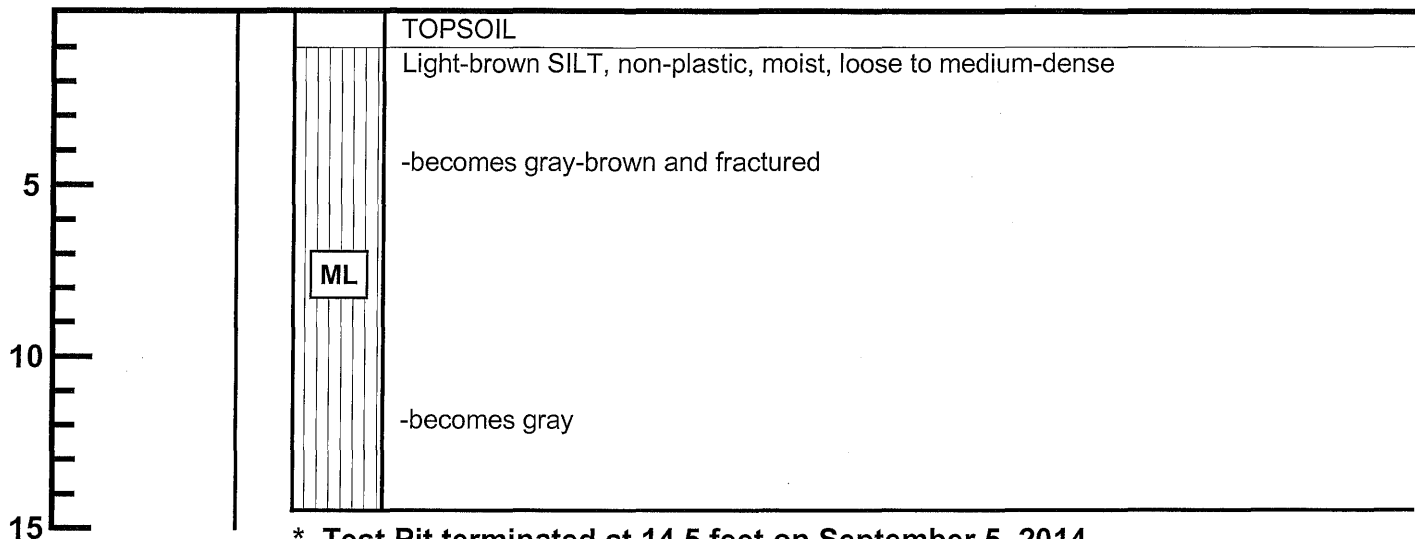 TOPSOIL
Light-brown SILT, non-plastic, moist, loose to medium-dense
-becomes gray-brown and fractured
5
ML
10
-becomes gray
15
* Test Pit terminated at 14.5 feet on September 5, 2014